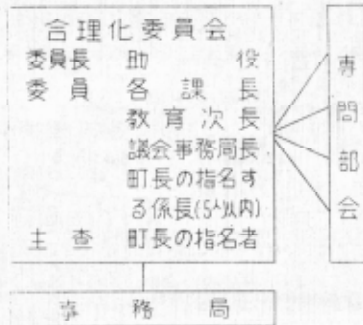 合理化委員会
委員長 助役
委員 各課長
教育次長
議会事務局長
町長の指名す
る係長(5人以内)
主査 町長の指名者
専問部会
事務局